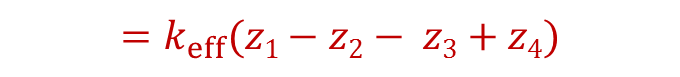 = k_eff(z_1 − z_2 − z_3 + z_4)